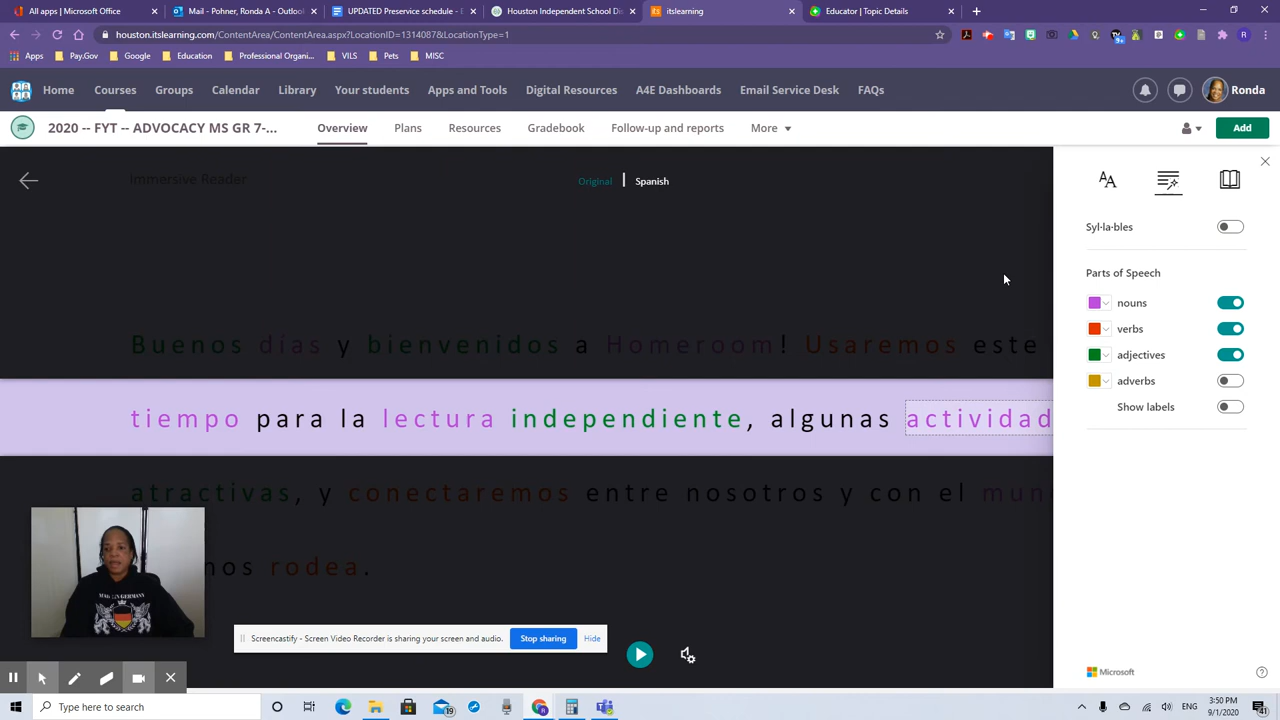 All apps | Microsoft Office
Mail - Pohner, Ronda A - Outlook
UPDATED Preservice schedule - E
Houston Independent School Di
itslearning
Educator | Topic Details
houston.itslearning.com/ContentArea/ContentArea.aspx?LocationID=1314087&LocationType=1
Apps
Pay.Gov
Google
Education
Professional Organi...
VILS
Pets
MISC
Home
Courses
Groups
Calendar
Library
Your students
Apps and Tools
Digital Resources
A4E Dashboards
Email Service Desk
FAQs
Ronda
2020 -- FYT -- ADVOCACY MS GR 7-...
Overview
Plans
Resources
Gradebook
Follow-up and reports
More
Add
Immersive Reader
Original | Spanish
Syl·la·bles
Parts of Speech
nouns
verbs
adjectives
adverbs
Show labels
Buenos días y bienvenidos a Homeroom! Usaremos este
tiempo para la lectura independiente, algunas actividad
atractivas, y conectaremos entre nosotros y con el mun
nos rodea.
Screencastify - Screen Video Recorder is sharing your screen and audio.
Stop sharing
Hide
Microsoft
Type here to search
3:50 PM
9/1/2020